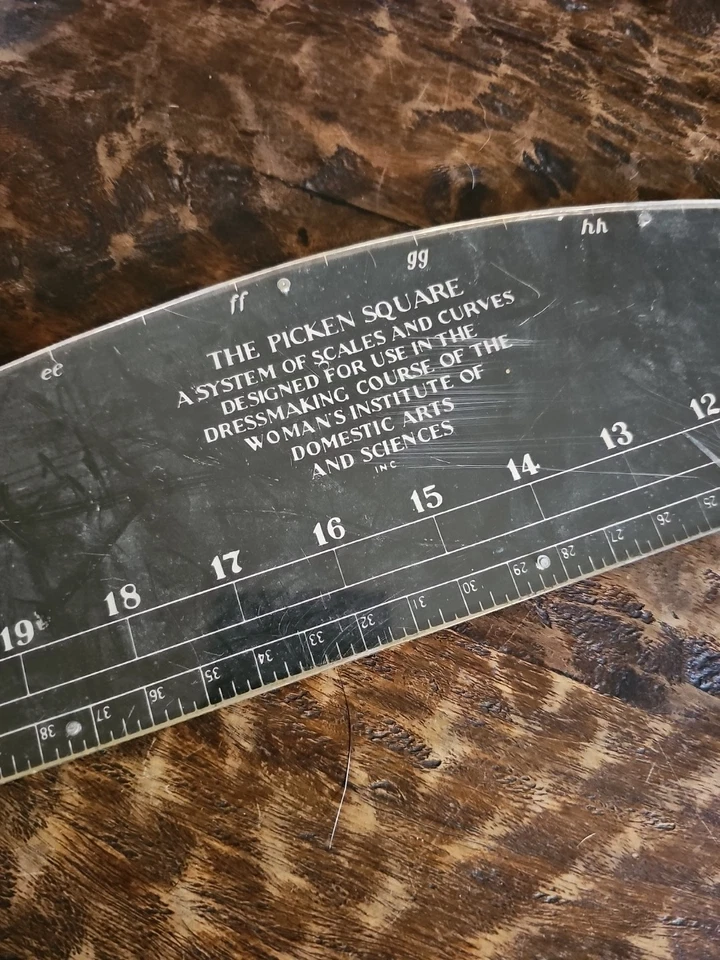 ee ff gg hh
THE PICKEN SQUARE
A SYSTEM OF SCALES AND CURVES
DESIGNED FOR USE IN THE
DRESSMAKING COURSE OF THE
WOMAN'S INSTITUTE OF
DOMESTIC ARTS
AND SCIENCES
INC
19 18 17 16 15 14 13 12
38 37 36 35 34 33 32 31 30 29 28 27 26 25